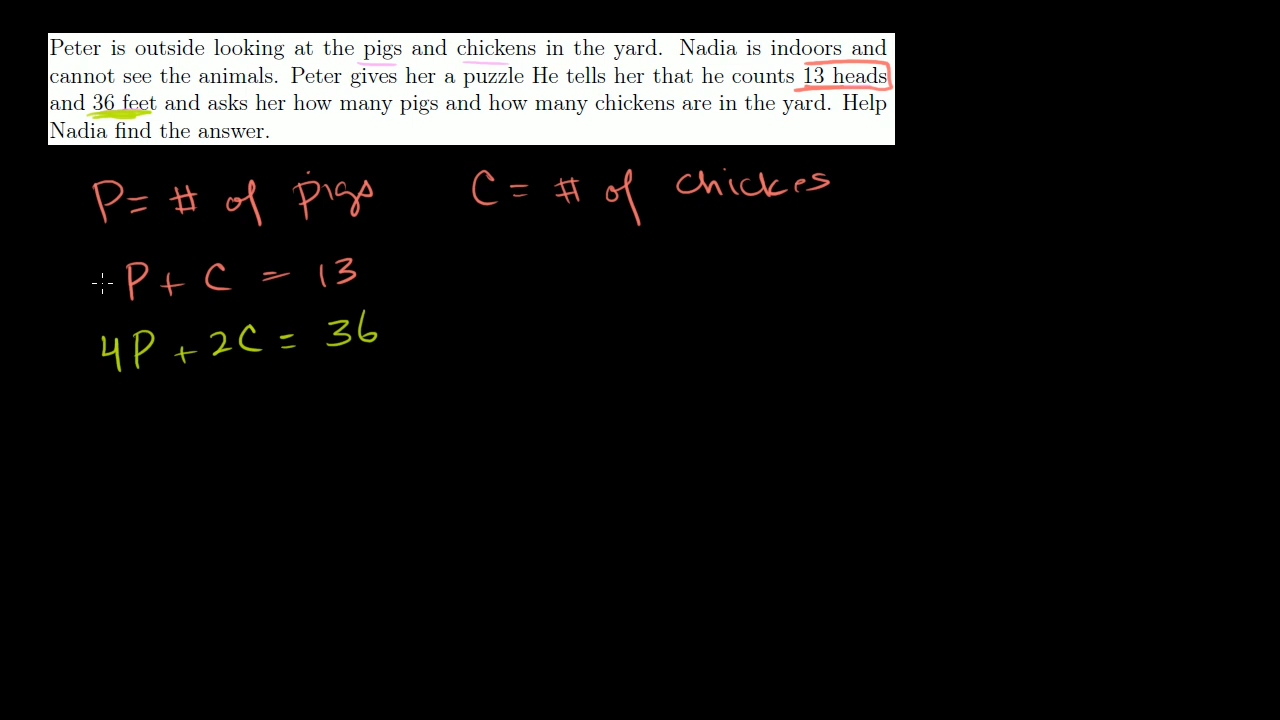 Peter is outside looking at the pigs and chickens in the yard. Nadia is indoors and
cannot see the animals. Peter gives her a puzzle He tells her that he counts 13 heads
and 36 feet and asks her how many pigs and how many chickens are in the yard. Help
Nadia find the answer.
P = # of pigs C = # of chickes
P + C = 13
4P + 2C = 36